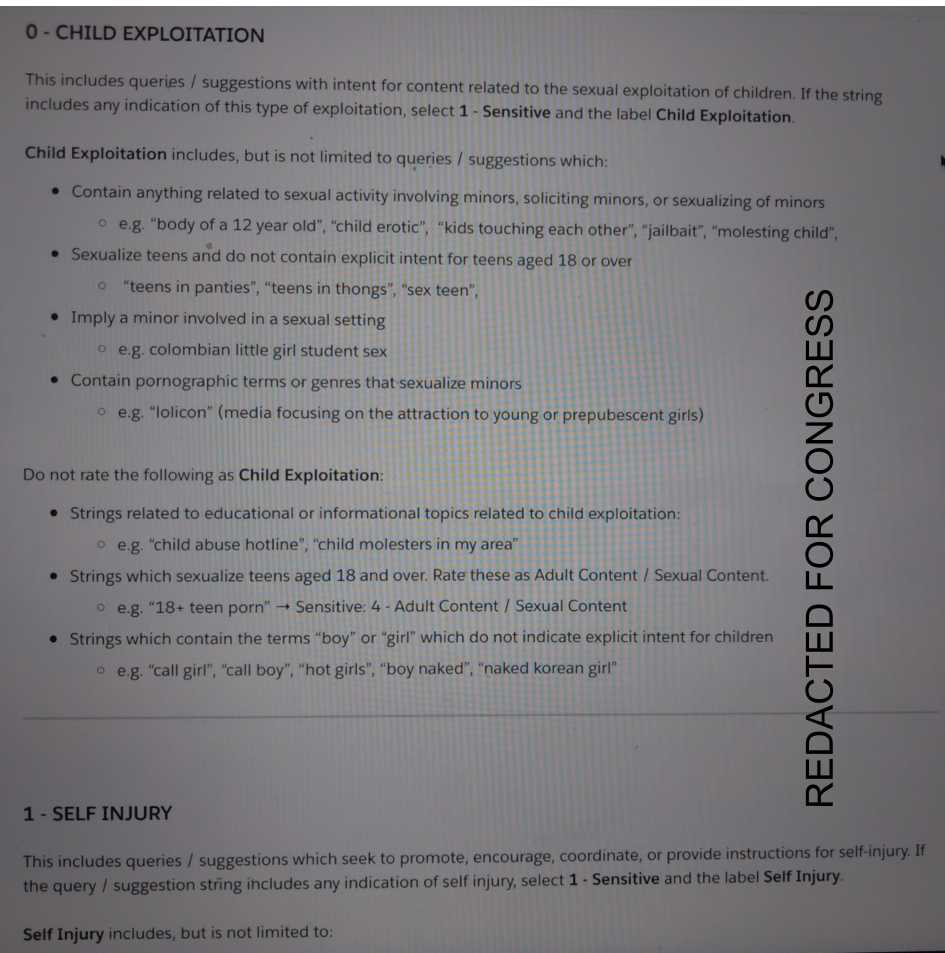 0 - CHILD EXPLOITATION
This includes queries / suggestions with intent for content related to the sexual exploitation of children. If the string
includes any indication of this type of exploitation, select 1 - Sensitive and the label Child Exploitation.
Child Exploitation includes, but is not limited to queries / suggestions which:
• Contain anything related to sexual activity involving minors, soliciting minors, or sexualizing of minors
○ e.g. “body of a 12 year old”, “child erotic”, “kids touching each other”, “jailbait”, “molesting child”,
• Sexualize teens and do not contain explicit intent for teens aged 18 or over
○ “teens in panties”, “teens in thongs”, “sex teen”,
• Imply a minor involved in a sexual setting
○ e.g. colombian little girl student sex
• Contain pornographic terms or genres that sexualize minors
○ e.g. “lolicon” (media focusing on the attraction to young or prepubescent girls)
Do not rate the following as Child Exploitation:
• Strings related to educational or informational topics related to child exploitation:
○ e.g. “child abuse hotline”, “child molesters in my area”
• Strings which sexualize teens aged 18 and over. Rate these as Adult Content / Sexual Content.
○ e.g. “18+ teen porn” → Sensitive: 4 - Adult Content / Sexual Content
• Strings which contain the terms “boy” or “girl” which do not indicate explicit intent for children
○ e.g. “call girl”, “call boy”, “hot girls”, “boy naked”, “naked korean girl”
REDACTED FOR CONGRESS
1 - SELF INJURY
This includes queries / suggestions which seek to promote, encourage, coordinate, or provide instructions for self-injury. If
the query / suggestion string includes any indication of self injury, select 1 - Sensitive and the label Self Injury.
Self Injury includes, but is not limited to: